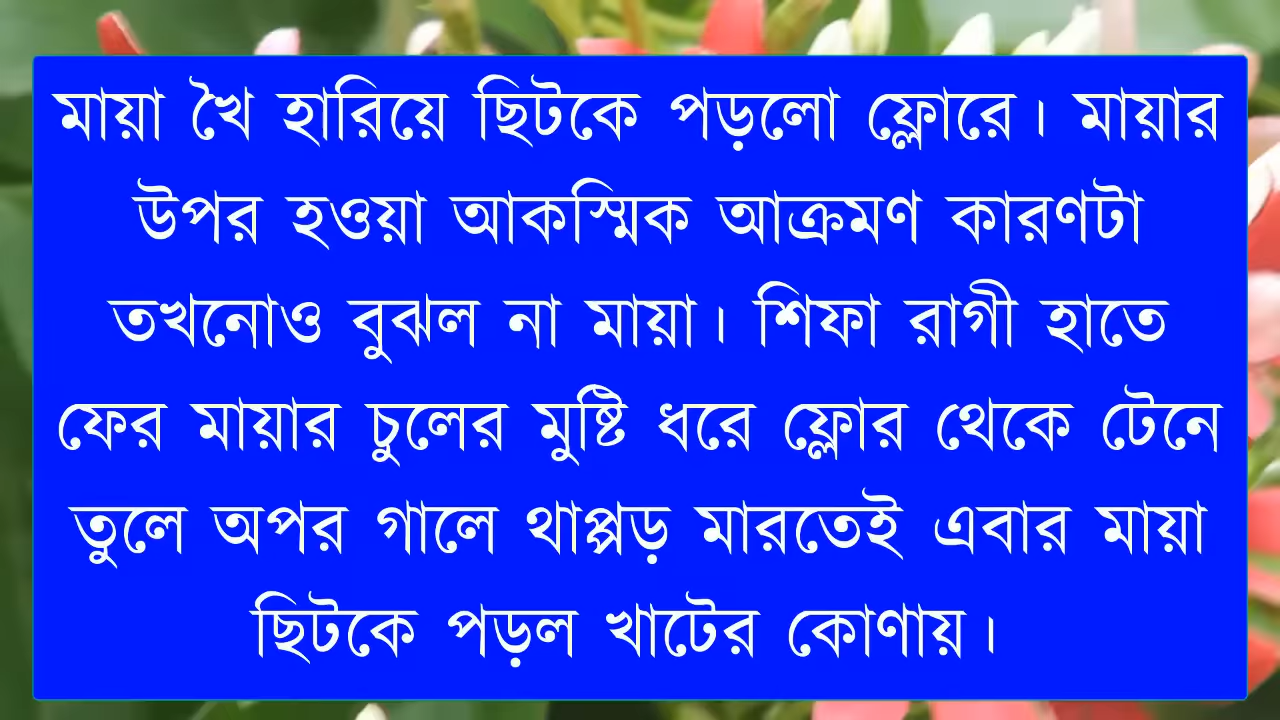 মায়া খৈ হারিয়ে ছিটকে পড়লো ফ্লোরে। মায়ার
উপর হওয়া আকস্মিক আক্রমণ কারণটা
তখনোও বুঝল না মায়া। শিফা রাগী হাতে
ফের মায়ার চুলের মুষ্টি ধরে ফ্লোর থেকে টেনে
তুলে অপর গালে থাপ্পড় মারতেই এবার মায়া
ছিটকে পড়ল খাটের কোণায়।